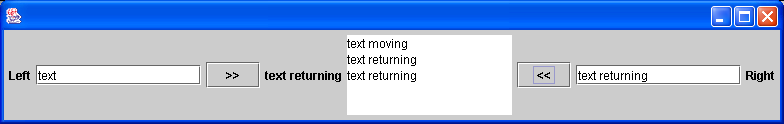 Left
text
>>
text returning
text moving
text returning
text returning
<<
text returning
Right